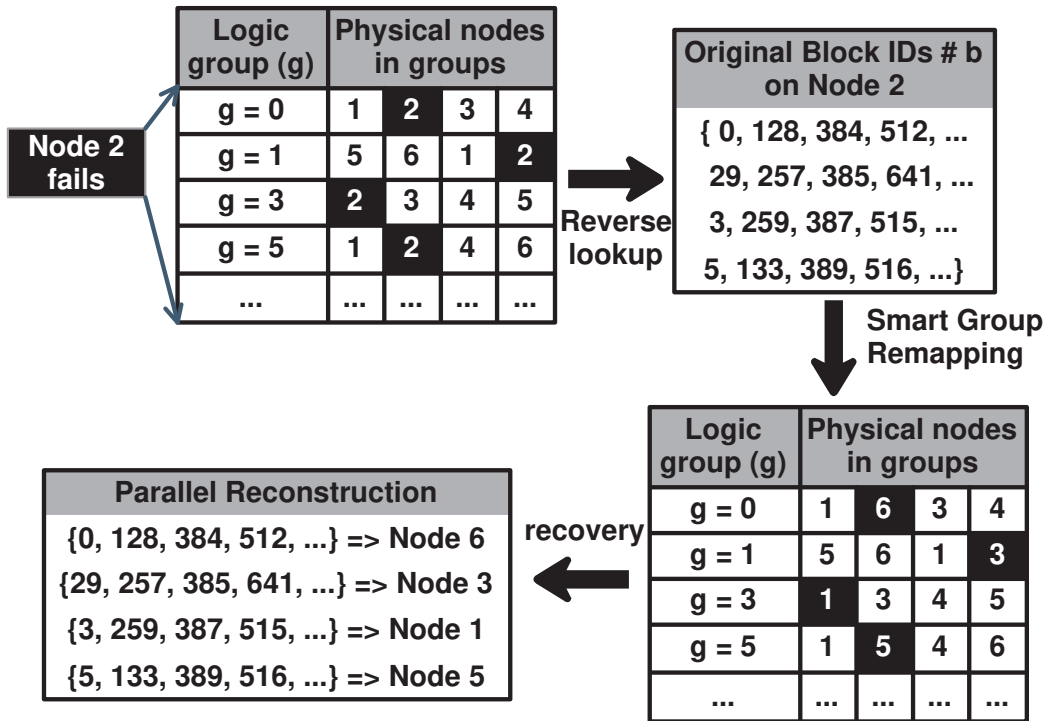 Node 2
fails
Logic
group (g)
Physical nodes
in groups
g = 0 1 2 3 4
g = 1 5 6 1 2
g = 3 2 3 4 5
g = 5 1 2 4 6
... ... ... ... ...
Reverse
lookup
Original Block IDs # b
on Node 2
{ 0, 128, 384, 512, ...
29, 257, 385, 641, ...
3, 259, 387, 515, ...
5, 133, 389, 516, ...}
Smart Group
Remapping
Logic
group (g)
Physical nodes
in groups
g = 0 1 6 3 4
g = 1 5 6 1 3
g = 3 1 3 4 5
g = 5 1 5 4 6
... ... ... ... ...
recovery
Parallel Reconstruction
{0, 128, 384, 512, ...} => Node 6
{29, 257, 385, 641, ...} => Node 3
{3, 259, 387, 515, ...} => Node 1
{5, 133, 389, 516, ...} => Node 5